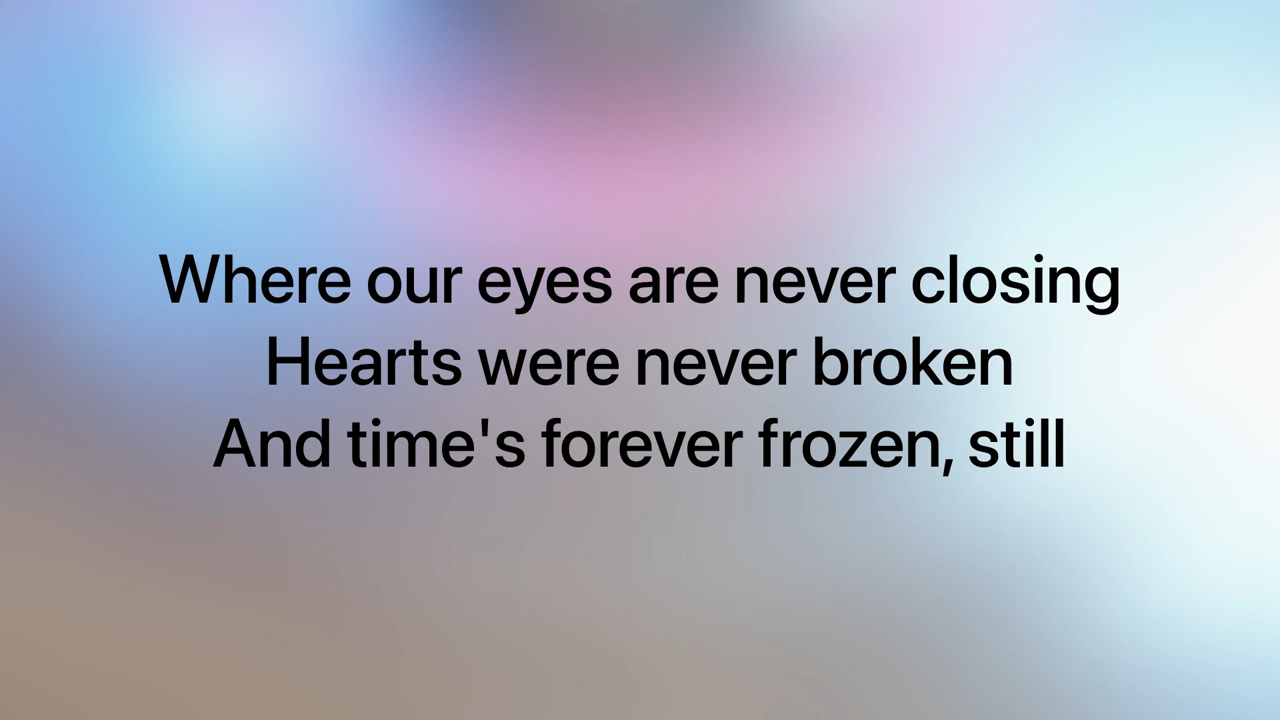 Where our eyes are never closing
Hearts were never broken
And time's forever frozen, still